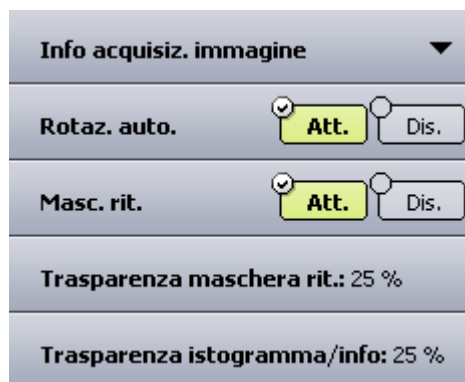 Info acquisiz. immagine
Rotaz. auto. Att. Dis.
Masc. rit. Att. Dis.
Trasparenza maschera rit.: 25 %
Trasparenza istogramma/info: 25 %